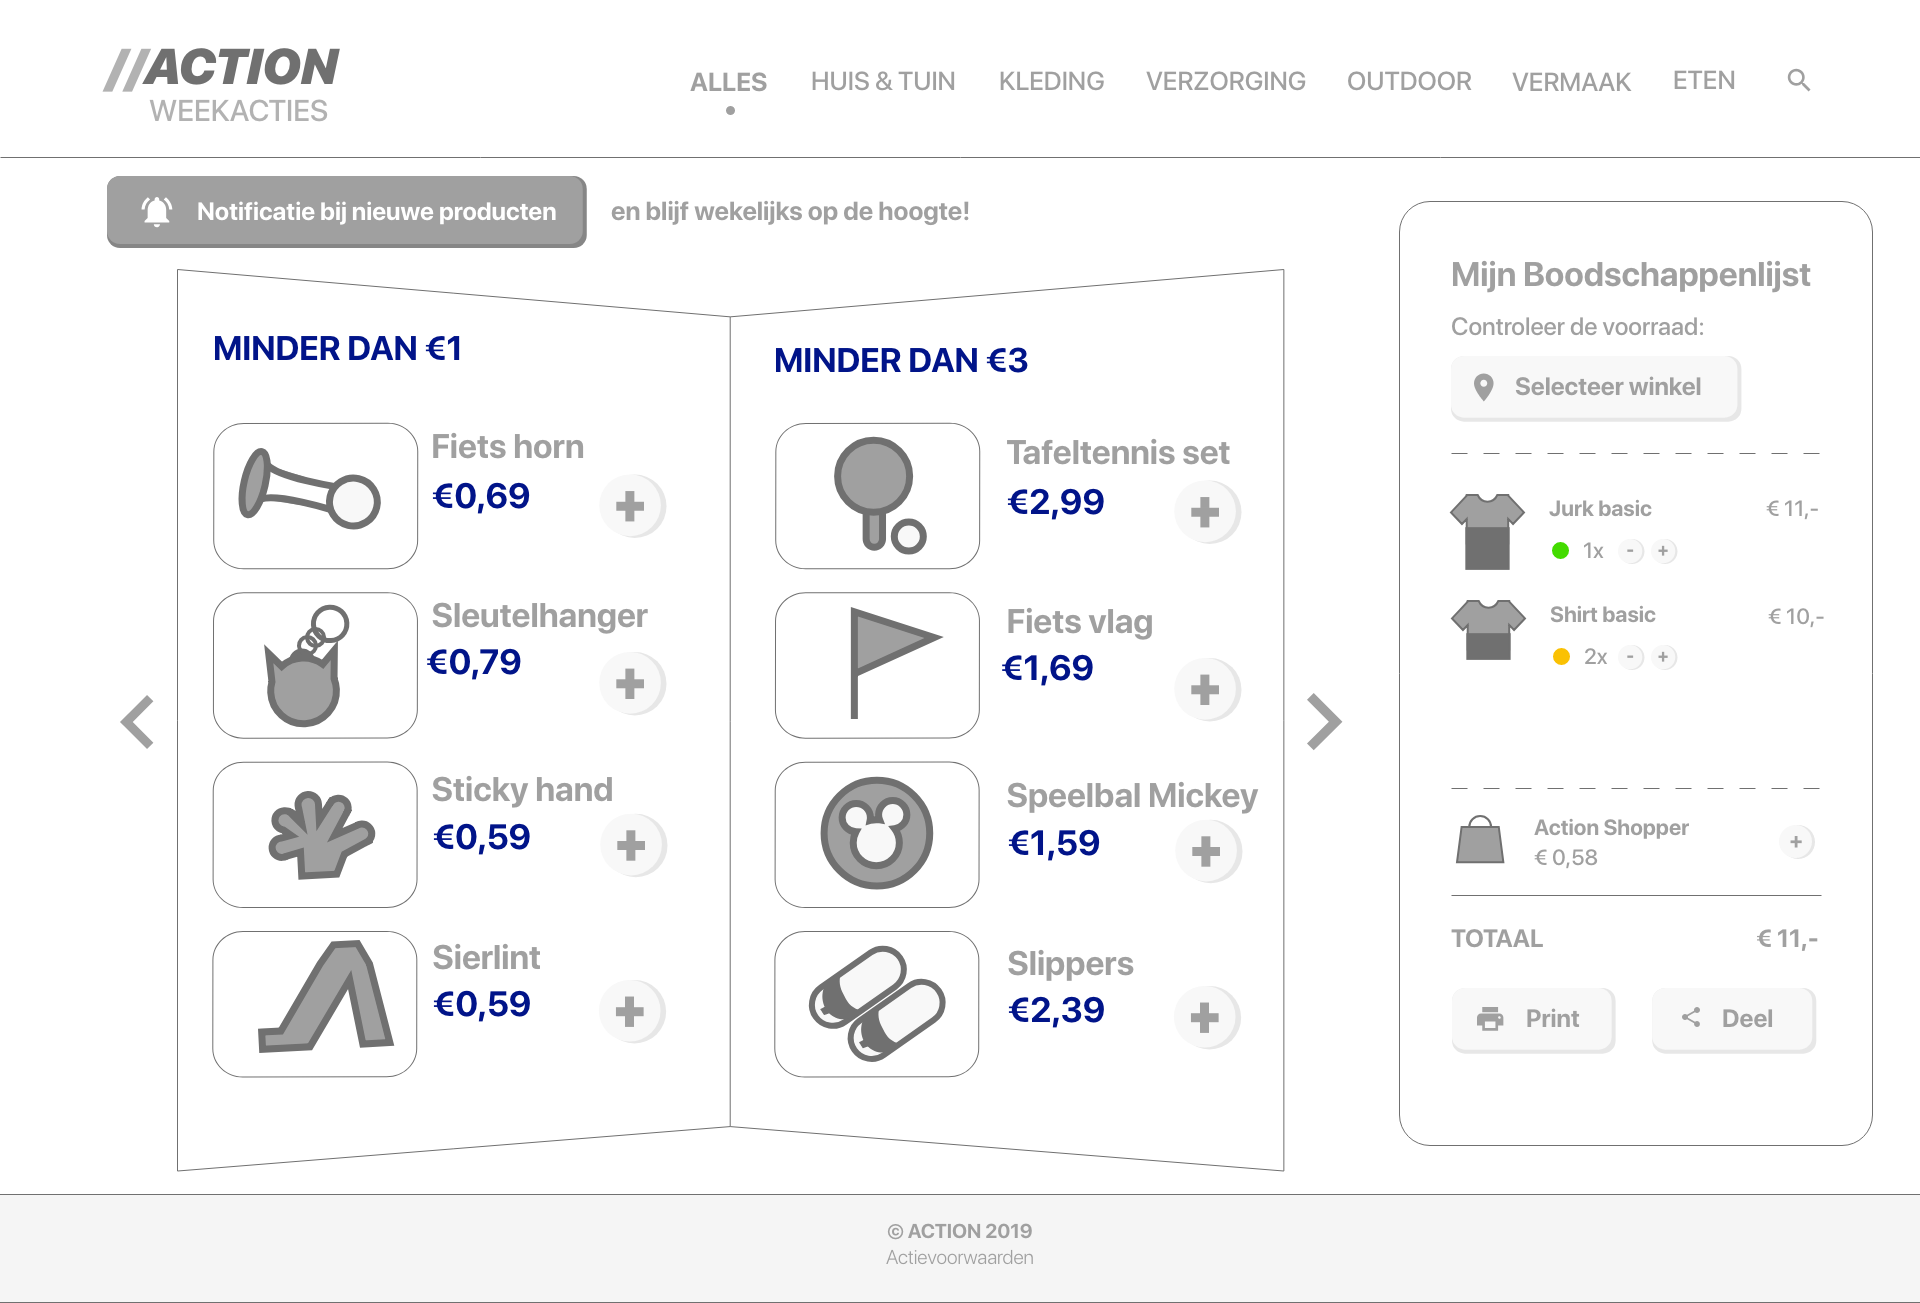 //ACTION
WEEKACTIES
ALLES
HUIS & TUIN
KLEDING
VERZORGING
OUTDOOR
VERMAAK
ETEN
Notificatie bij nieuwe producten
en blijf wekelijks op de hoogte!
MINDER DAN €1
Fiets horn
€0,69
Sleutelhanger
€0,79
Sticky hand
€0,59
Sierlint
€0,59
MINDER DAN €3
Tafeltennis set
€2,99
Fiets vlag
€1,69
Speelbal Mickey
€1,59
Slippers
€2,39
Mijn Boodschappenlijst
Controleer de voorraad:
Selecteer winkel
Jurk basic € 11,-
1x - +
Shirt basic € 10,-
2x - +
Action Shopper
€ 0,58
+
TOTAAL € 11,-
Print
Deel
© ACTION 2019
Actievoorwaarden